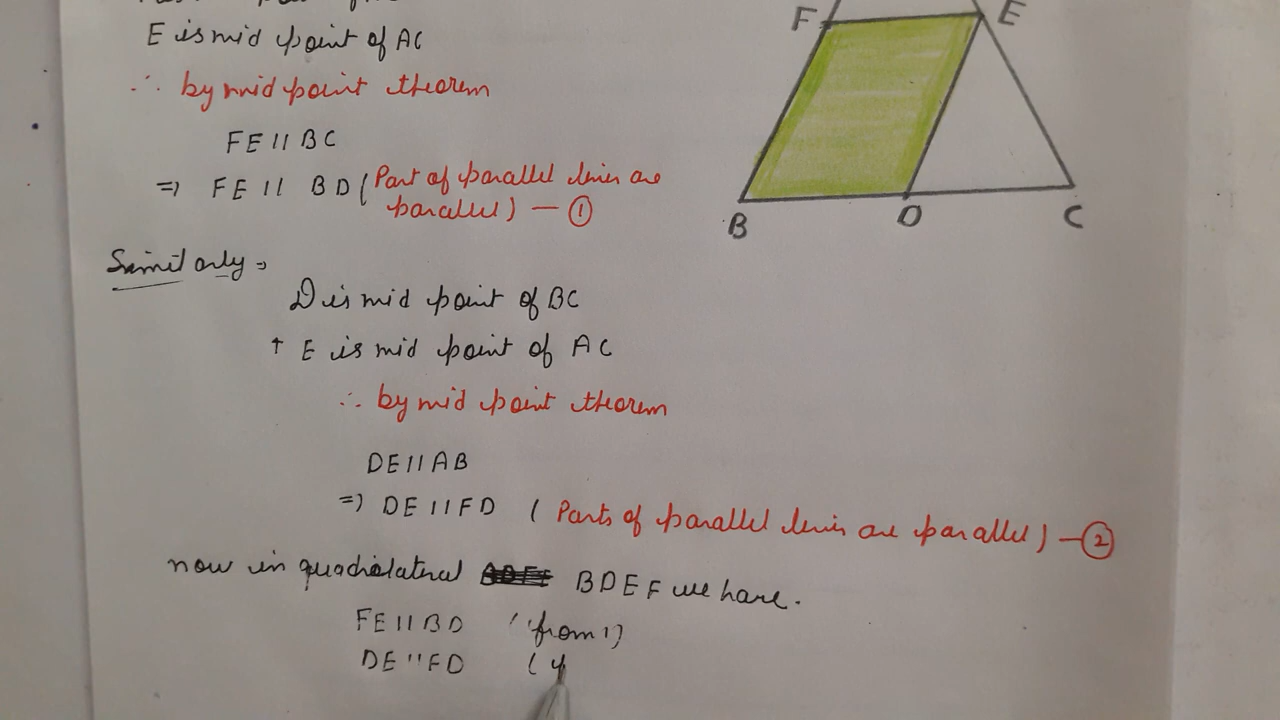 E is mid point of AC
∴ by mid point theorem
FE || BC
=) FE || BD (Part of parallel lines are
parallel) — ①
Similarly
D is mid point of BC
E is mid point of AC
∴ by mid point theorem
DE || AB
=) DE || FD ( Parts of parallel lines are parallel) — ②
now in quadrilateral BDEF we have.
FE || BD (from 1)
DE || FD (
F E
B D C